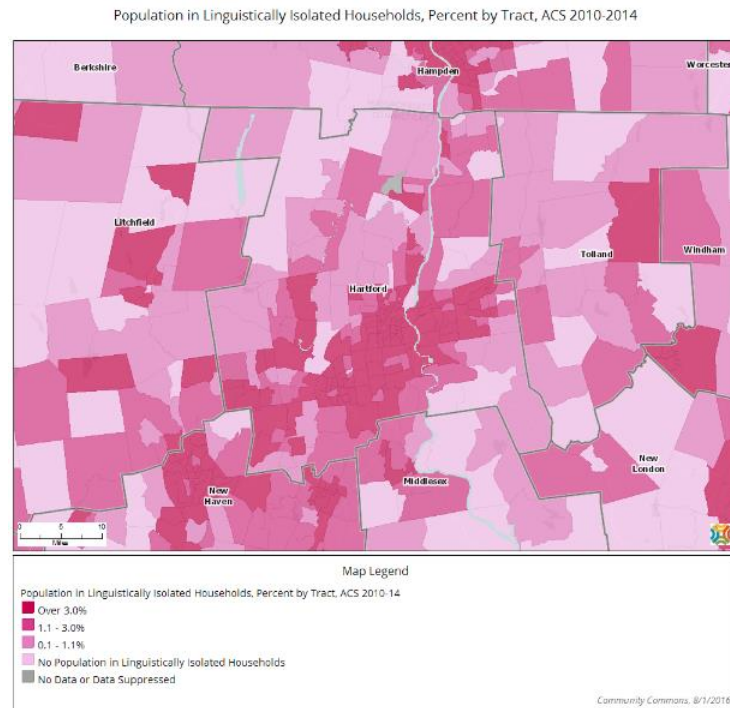 Population in Linguistically Isolated Households, Percent by Tract, ACS 2010-2014
Berkshire
Hampden
Worcester
Litchfield
Tolland
Windham
Hartford
New
London
Middlesex
New
Haven
0 5 10
Miles
Map Legend
Population in Linguistically Isolated Households, Percent by Tract, ACS 2010-14
Over 3.0%
1.1 - 3.0%
0.1 - 1.1%
No Population in Linguistically Isolated Households
No Data or Data Suppressed
Community Commons, 8/1/2016